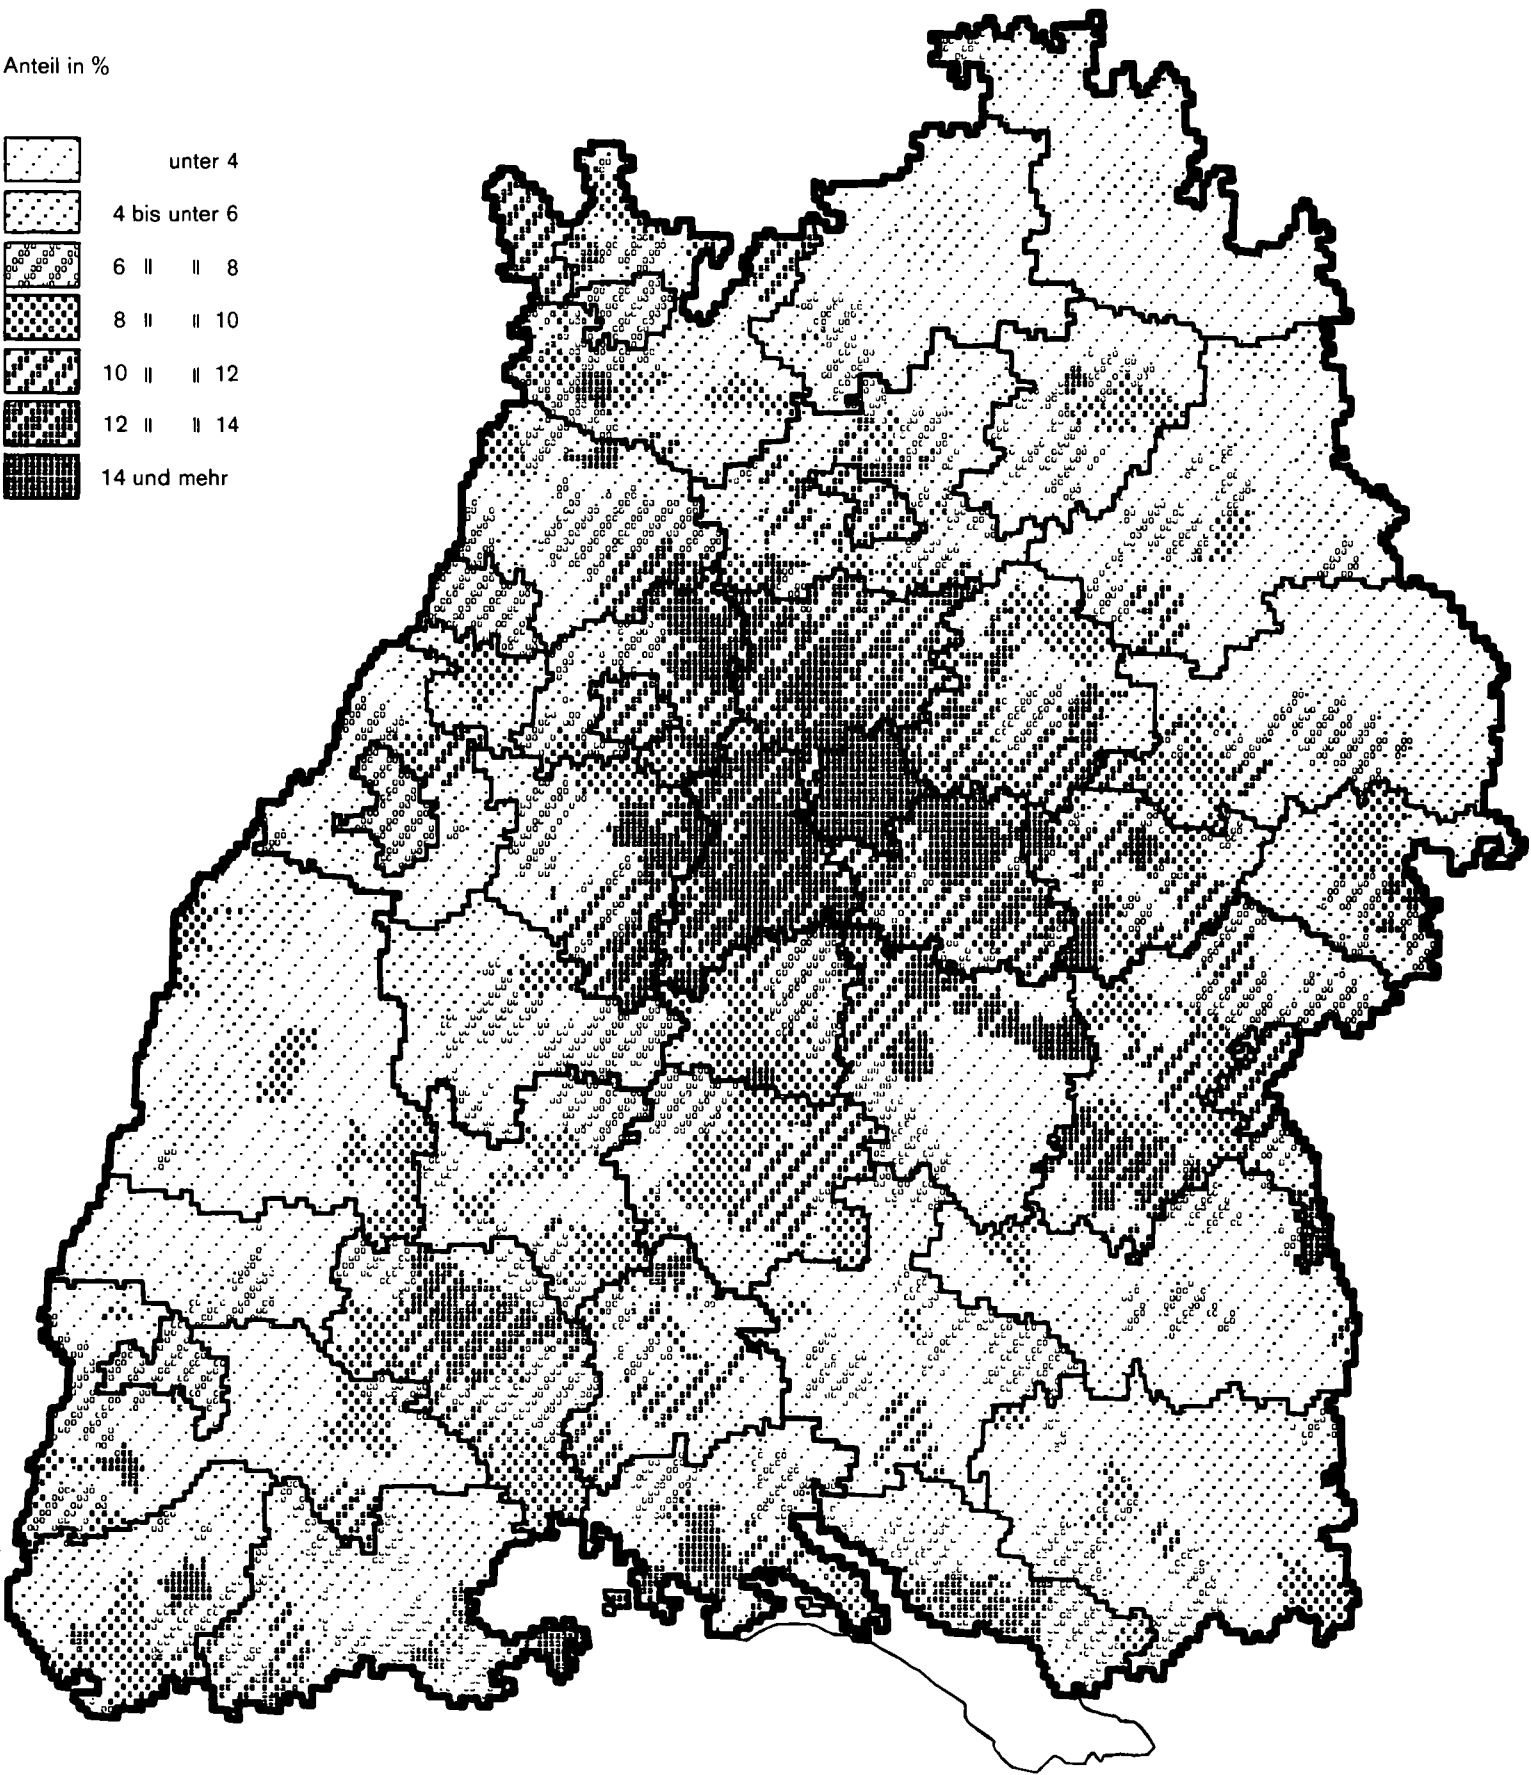 Anteil in %
unter 4
4 bis unter 6
6 " " 8
8 " " 10
10 " " 12
12 " " 14
14 und mehr